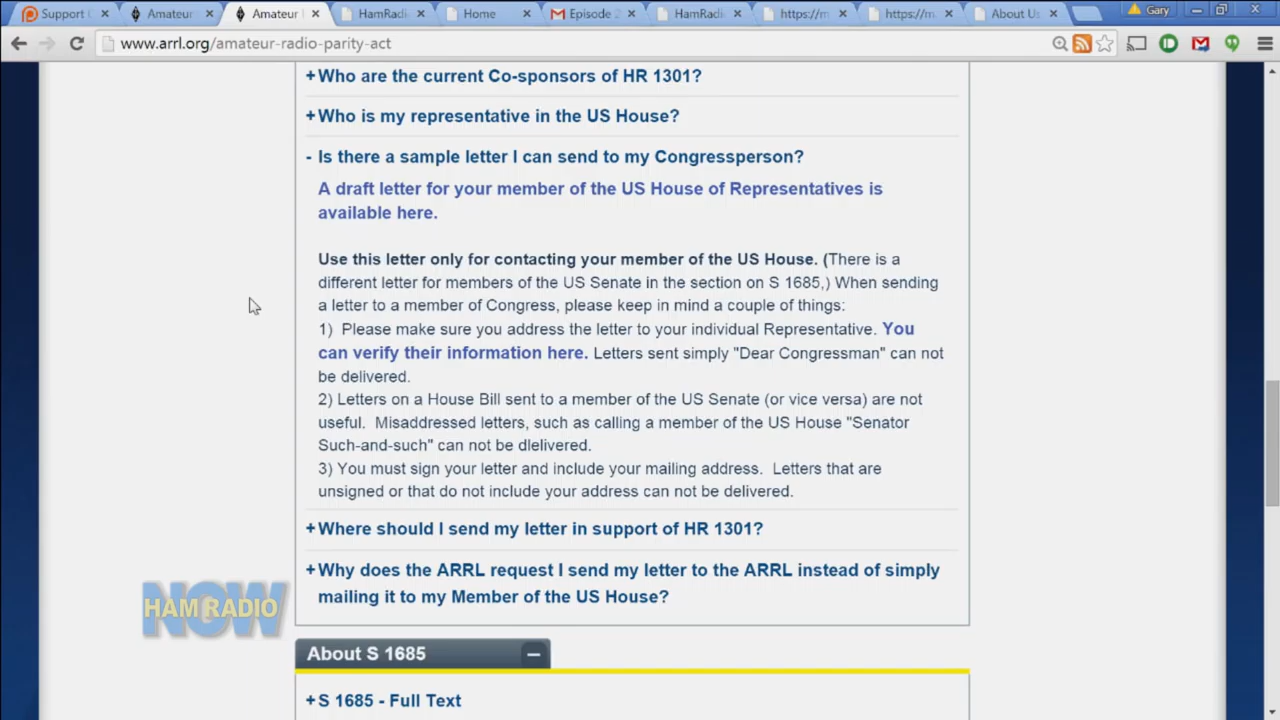 Support
Amateur
Amateur
HamRadi
Home
Episode 2
HamRadi
https://m
https://m
About Us
Gary
www.arrl.org/amateur-radio-parity-act
+Who are the current Co-sponsors of HR 1301?
+Who is my representative in the US House?
- Is there a sample letter I can send to my Congressperson?
A draft letter for your member of the US House of Representatives is
available here.
Use this letter only for contacting your member of the US House. (There is a
different letter for members of the US Senate in the section on S 1685,) When sending
a letter to a member of Congress, please keep in mind a couple of things:
1) Please make sure you address the letter to your individual Representative. You
can verify their information here. Letters sent simply "Dear Congressman" can not
be delivered.
2) Letters on a House Bill sent to a member of the US Senate (or vice versa) are not
useful. Misaddressed letters, such as calling a member of the US House "Senator
Such-and-such" can not be dlelivered.
3) You must sign your letter and include your mailing address. Letters that are
unsigned or that do not include your address can not be delivered.
+Where should I send my letter in support of HR 1301?
+Why does the ARRL request I send my letter to the ARRL instead of simply
mailing it to my Member of the US House?
NOW
HAM RADIO
About S 1685
+S 1685 - Full Text